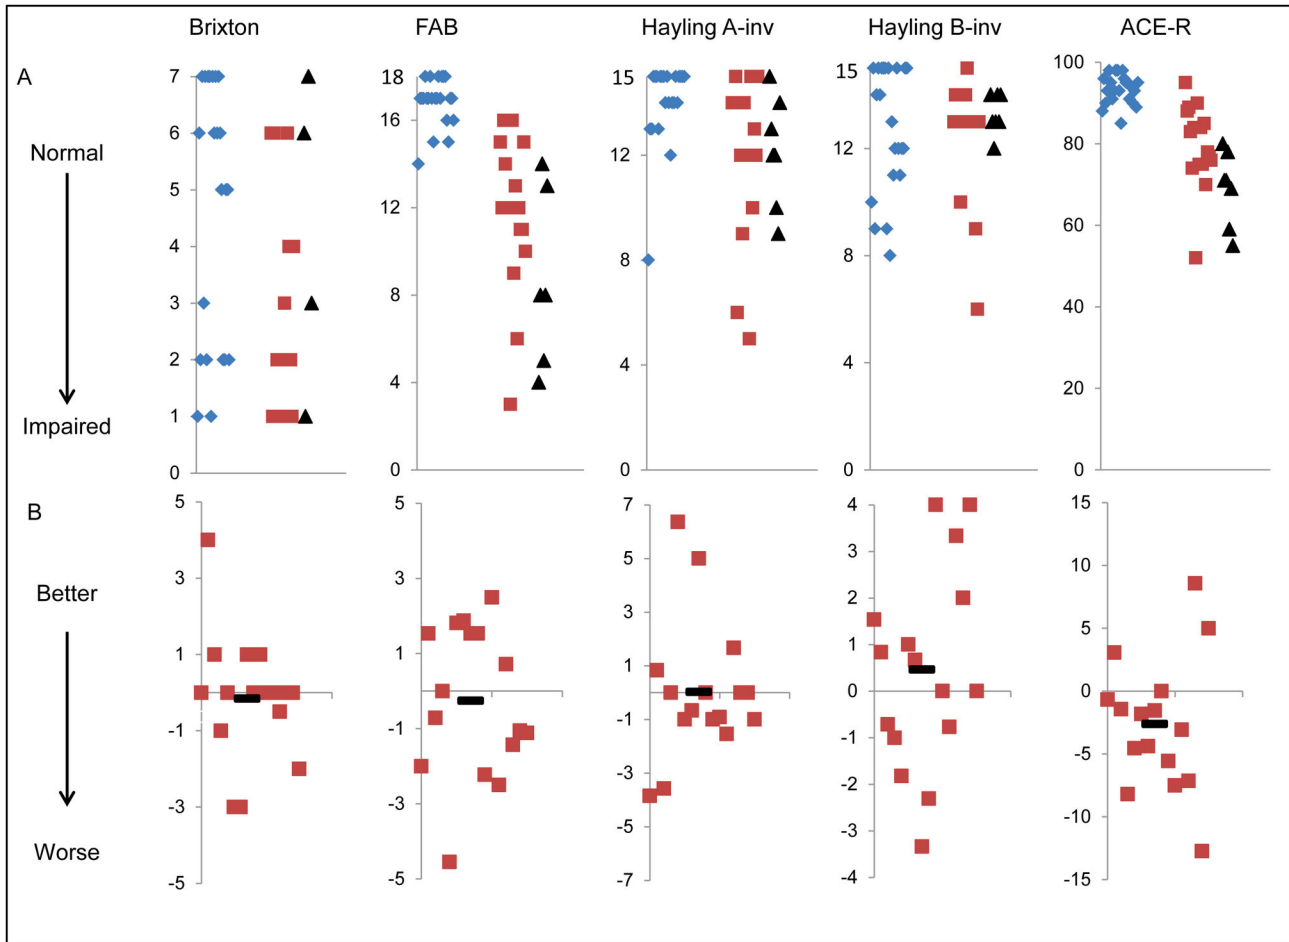 Brixton FAB Hayling A-inv Hayling B-inv ACE-R
A
Normal
Impaired
7 6 5 4 3 2 1 0
18 16 12 8 4 0
15 12 8 4 0
15 12 8 4 0
100 80 60 40 20 0
B
Better
Worse
5 3 1 -1 -3 -5
5 3 1 -1 -3 -5
7 5 3 1 -1 -3 -5 -7
4 3 2 1 0 -1 -2 -3 -4
15 10 5 0 -5 -10 -15